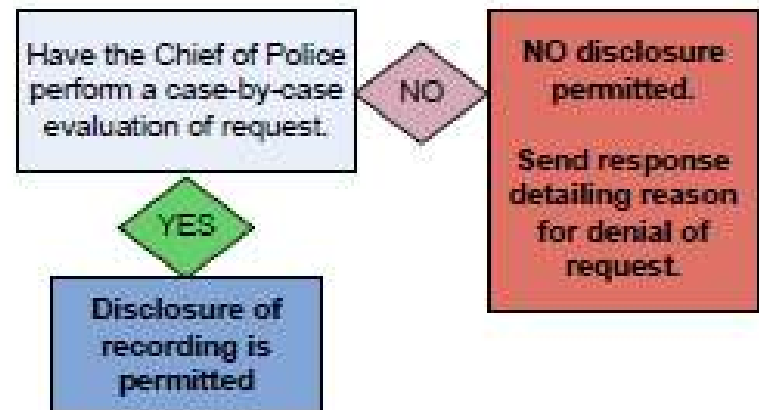 Have the Chief of Police
perform a case-by-case
evaluation of request.
NO
NO disclosure
permitted.
Send response
detailing reason
for denial of
request.
YES
Disclosure of
recording is
permitted